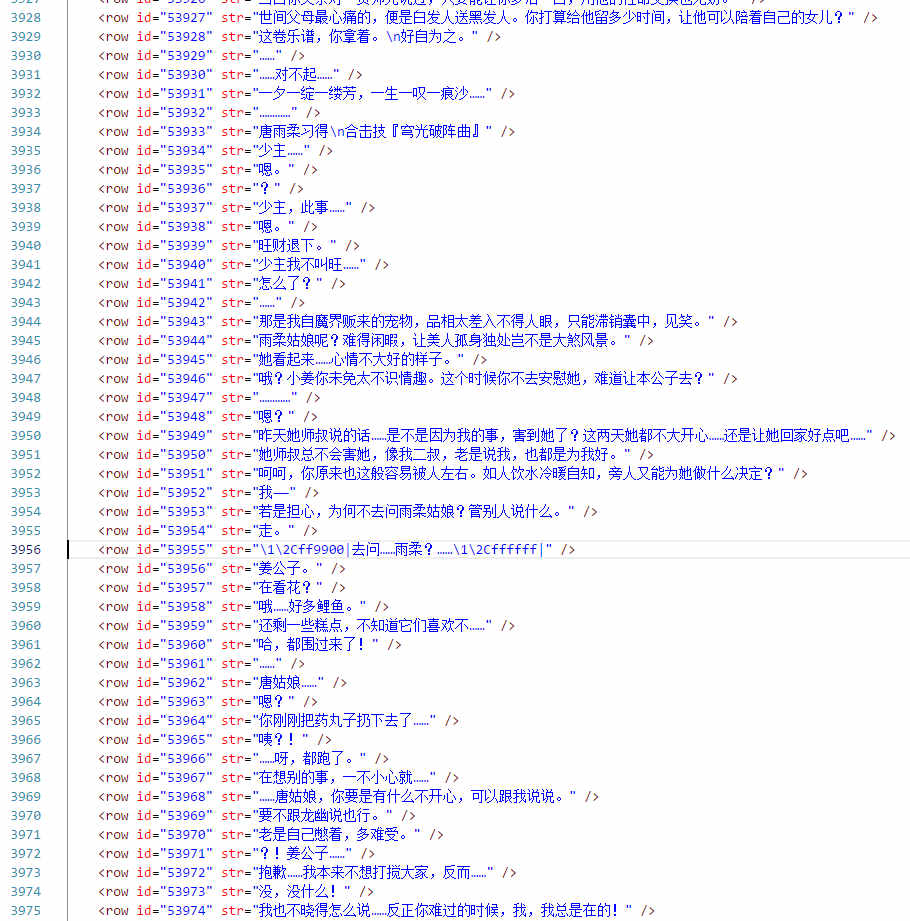 3927 <row id="53927" str="世间父母最心痛的，便是白发人送黑发人。你打算给他留多少时间，让他可以陪着自己的女儿？" />
3929 <row id="53928" str="这卷乐谱，你拿着。\n好自为之。" />
3930 <row id="53929" str="……" />
3931 <row id="53930" str="……对不起……" />
3932 <row id="53931" str="一夕一绽一缕芳，一生一叹一痕沙……" />
3933 <row id="53932" str="…………" />
3934 <row id="53933" str="唐雨柔习得\n合击技『穹光破阵曲』" />
3935 <row id="53934" str="少主……" />
3936 <row id="53935" str="嗯。" />
3937 <row id="53936" str="？" />
3938 <row id="53937" str="少主，此事……" />
3939 <row id="53938" str="嗯。" />
3940 <row id="53939" str="旺财退下。" />
3941 <row id="53940" str="少主我不叫旺……" />
3942 <row id="53941" str="怎么了？" />
3943 <row id="53942" str="……" />
3944 <row id="53943" str="那是我自魔界贩来的宠物，品相太差入不得人眼，只能滞销囊中，见笑。" />
3945 <row id="53944" str="雨柔姑娘呢？难得闲暇，让美人孤身独处岂不是大煞风景。" />
3946 <row id="53945" str="她看起来……心情不大好的样子。" />
3947 <row id="53946" str="哦？小姜你未免太不识情趣。这个时候你不去安慰她，难道让本公子去？" />
3948 <row id="53947" str="…………" />
3949 <row id="53948" str="嗯？" />
3950 <row id="53949" str="昨天她师叔说的话……是不是因为我的事，害到她了？这两天她都不大开心……还是让她回家好点吧……" />
3951 <row id="53950" str="她师叔总不会害她，像我二叔，老是说我，也都是为我好。" />
3952 <row id="53951" str="呵呵，你原来也这般容易被人左右。如人饮水冷暖自知，旁人又能为她做什么决定？" />
3953 <row id="53952" str="我——" />
3954 <row id="53953" str="若是担心，为何不去问雨柔姑娘？管别人说什么。" />
3955 <row id="53954" str="走。" />
3956 <row id="53955" str="\1\2Cff9900|去问……雨柔？……\1\2Cffffff|" />
3957 <row id="53956" str="姜公子。" />
3958 <row id="53957" str="在看花？" />
3959 <row id="53958" str="哦……好多鲤鱼。" />
3960 <row id="53959" str="还剩一些糕点，不知道它们喜欢不……" />
3961 <row id="53960" str="哈，都围过来了！" />
3962 <row id="53961" str="……" />
3963 <row id="53962" str="唐姑娘……" />
3964 <row id="53963" str="嗯？" />
3965 <row id="53964" str="你刚刚把药丸子扔下去了……" />
3966 <row id="53965" str="咦？！" />
3967 <row id="53966" str="……呀，都跑了。" />
3968 <row id="53967" str="在想别的事，一不小心就……" />
3969 <row id="53968" str="……唐姑娘，你要是有什么不开心，可以跟我说说。" />
3970 <row id="53969" str="要不跟龙幽说也行。" />
3971 <row id="53970" str="老是自己憋着，多难受。" />
3972 <row id="53971" str="？！姜公子……" />
3973 <row id="53972" str="抱歉……我本来不想打搅大家，反而……" />
3974 <row id="53973" str="没，没什么！" />
3975 <row id="53974" str="我也不晓得怎么说……反正你难过的时候，我，我总是在的！" />